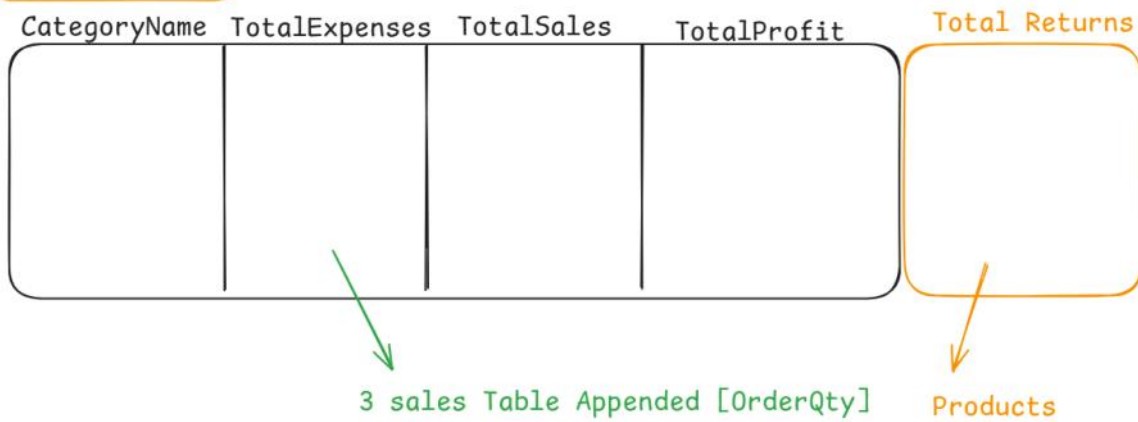 CategoryName TotalExpenses TotalSales TotalProfit Total Returns
3 sales Table Appended [OrderQty] Products